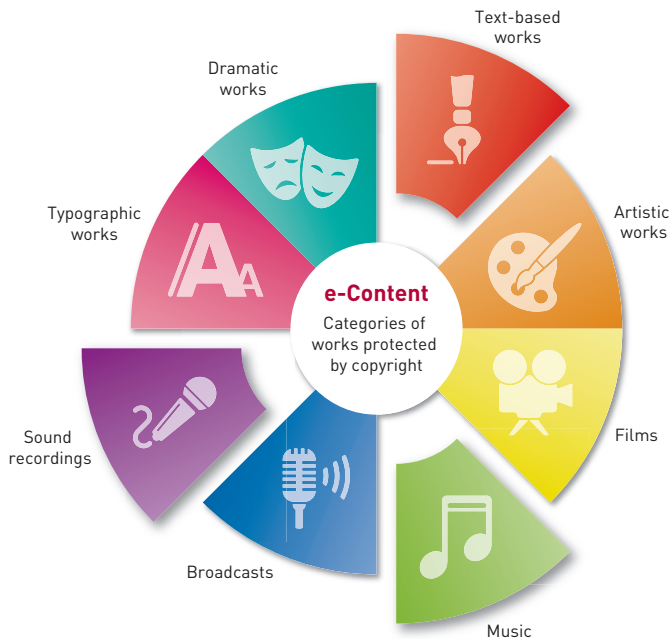 Text-based
works
Dramatic
works
Artistic
works
Typographic
works
e-Content
Categories of
works protected
by copyright
Sound
recordings
Films
Broadcasts
Music